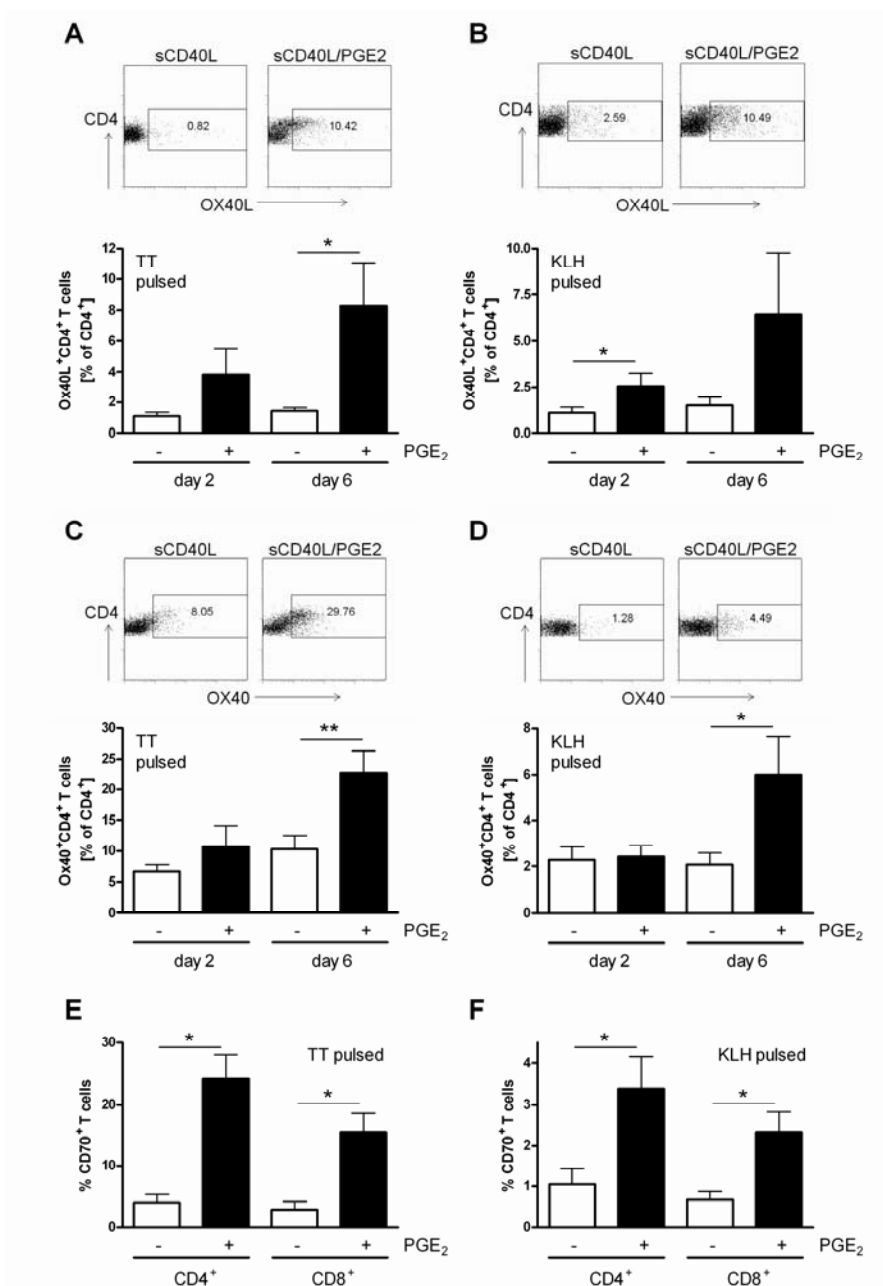 A
sCD40L sCD40L/PGE2
CD4
0.82 10.42
OX40L
TT
pulsed
*
12
10
8
6
4
2
0
Ox40L⁺CD4⁺ T cells
[% of CD4⁺]
- + - + PGE₂
day 2 day 6
B
sCD40L sCD40L/PGE2
CD4
2.59 10.49
OX40L
KLH
pulsed
*
10.0
7.5
5.0
2.5
0.0
Ox40L⁺CD4⁺ T cells
[% of CD4⁺]
- + - + PGE₂
day 2 day 6
C
sCD40L sCD40L/PGE2
CD4
8.05 29.76
OX40
TT
pulsed
**
30
25
20
15
10
5
0
Ox40⁺CD4⁺ T cells
[% of CD4⁺]
- + - + PGE₂
day 2 day 6
D
sCD40L sCD40L/PGE2
CD4
1.28 4.49
OX40
KLH
pulsed
*
8
6
4
2
0
Ox40⁺CD4⁺ T cells
[% of CD4⁺]
- + - + PGE₂
day 2 day 6
E
TT pulsed
*
*
30
20
10
0
% CD70⁺ T cells
- + - + PGE₂
CD4⁺ CD8⁺
F
KLH pulsed
*
*
4
3
2
1
0
% CD70⁺ T cells
- + - + PGE₂
CD4⁺ CD8⁺